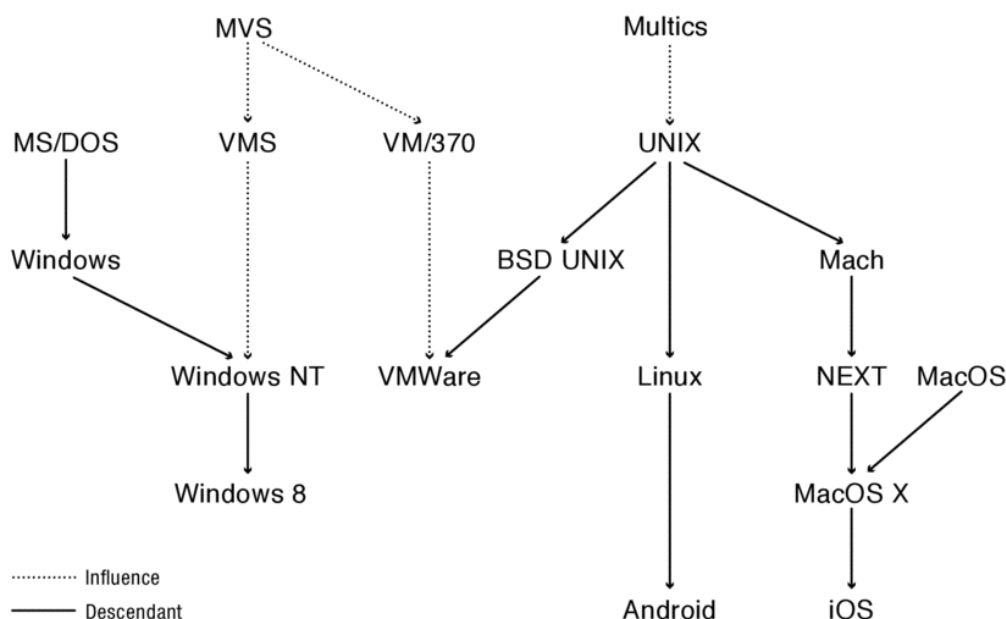 MVS Multics
MS/DOS VMS VM/370 UNIX
Windows BSD UNIX Mach
Windows NT VMWare Linux NEXT MacOS
Windows 8 MacOS X
Influence
Descendant Android iOS